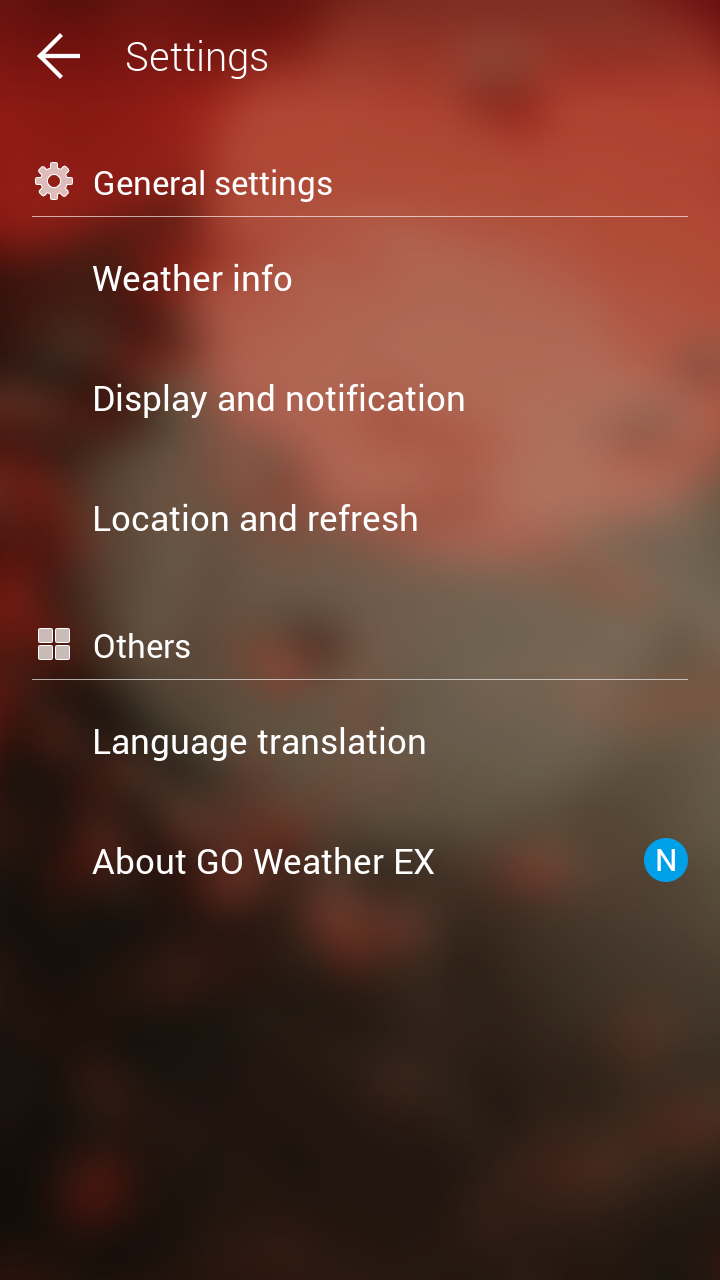 Settings
General settings
Weather info
Display and notification
Location and refresh
Others
Language translation
About GO Weather EX N